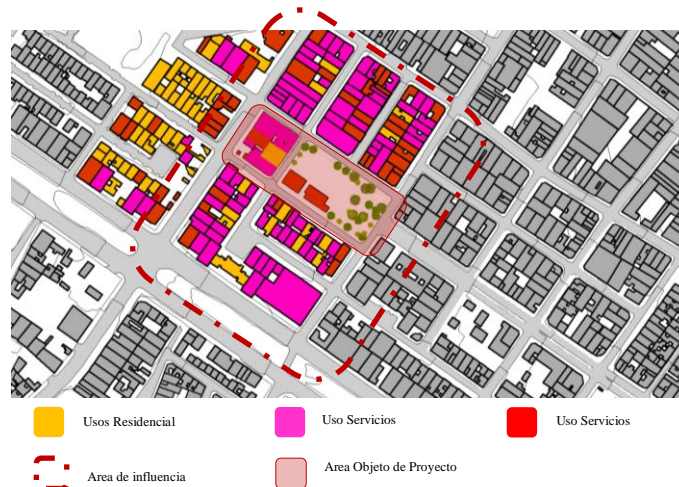 Usos Residencial
Uso Servicios
Uso Servicios
Area de influencia
Area Objeto de Proyecto